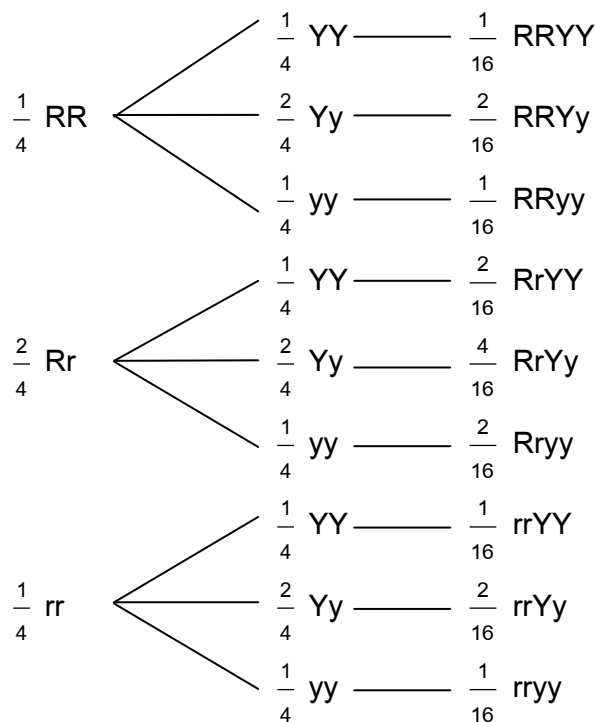 1/4 YY 1/16 RRYY
1/4 RR 2/4 Yy 2/16 RRYy
1/4 yy 1/16 RRyy
1/4 YY 2/16 RrYY
2/4 Rr 2/4 Yy 4/16 RrYy
1/4 yy 2/16 Rryy
1/4 YY 1/16 rrYY
1/4 rr 2/4 Yy 2/16 rrYy
1/4 yy 1/16 rryy